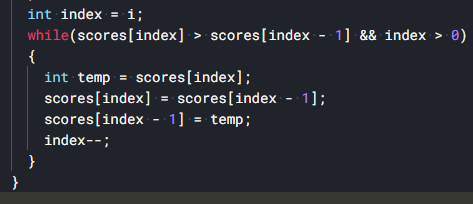 int index = i;
while(scores[index] > scores[index - 1] && index > 0)
{
int temp = scores[index];
scores[index] = scores[index - 1];
scores[index - 1] = temp;
index--;
}
}